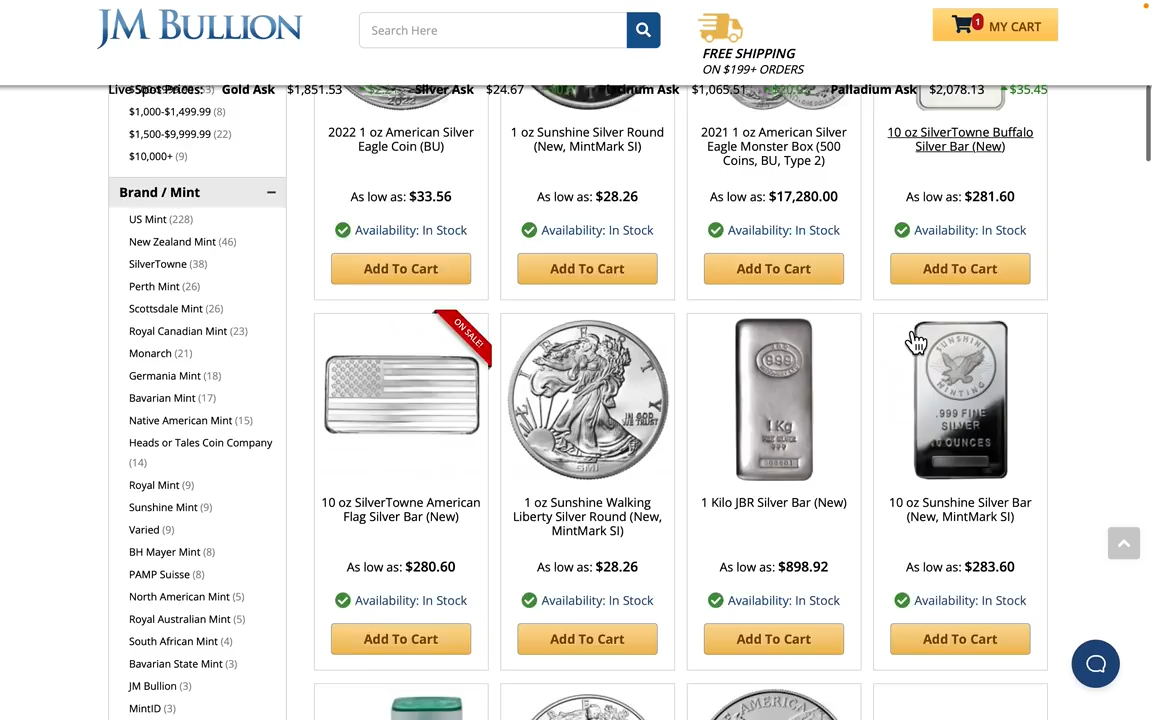 JM BULLION
Search Here
FREE SHIPPING
ON $199+ ORDERS
1
MY CART
Live Spot Prices: Gold Ask $1,851.53 Silver Ask $24.67 Platinum Ask $1,065.51 Palladium Ask $2,078.13 $35.45
$1,000-$1,499.99 (8)
$1,500-$9,999.99 (22)
$10,000+ (9)
Brand / Mint
US Mint (228)
New Zealand Mint (46)
SilverTowne (38)
Perth Mint (26)
Scottsdale Mint (26)
Royal Canadian Mint (23)
Monarch (21)
Germania Mint (18)
Bavarian Mint (17)
Native American Mint (15)
Heads or Tales Coin Company
(14)
Royal Mint (9)
Sunshine Mint (9)
Varied (9)
BH Mayer Mint (8)
PAMP Suisse (8)
North American Mint (5)
Royal Australian Mint (5)
South African Mint (4)
Bavarian State Mint (3)
JM Bullion (3)
MintID (3)
2022
2022 1 oz American Silver
Eagle Coin (BU)
As low as: $33.56
Availability: In Stock
Add To Cart
1 oz Sunshine Silver Round
(New, MintMark SI)
As low as: $28.26
Availability: In Stock
Add To Cart
2021 1 oz American Silver
Eagle Monster Box (500
Coins, BU, Type 2)
As low as: $17,280.00
Availability: In Stock
Add To Cart
10 oz SilverTowne Buffalo
Silver Bar (New)
As low as: $281.60
Availability: In Stock
Add To Cart
ON SALE!
10 oz SilverTowne American
Flag Silver Bar (New)
As low as: $280.60
Availability: In Stock
Add To Cart
LIBERTY
IN GOD
WE TRUST
SMI
1 oz Sunshine Walking
Liberty Silver Round (New,
MintMark SI)
As low as: $28.26
Availability: In Stock
Add To Cart
999
1 Kg
FINE SILVER
999
1 Kilo JBR Silver Bar (New)
As low as: $898.92
Availability: In Stock
Add To Cart
SUNSHINE
MINTING
.999 FINE
SILVER
10 OUNCES
10 oz Sunshine Silver Bar
(New, MintMark SI)
As low as: $283.60
Availability: In Stock
Add To Cart